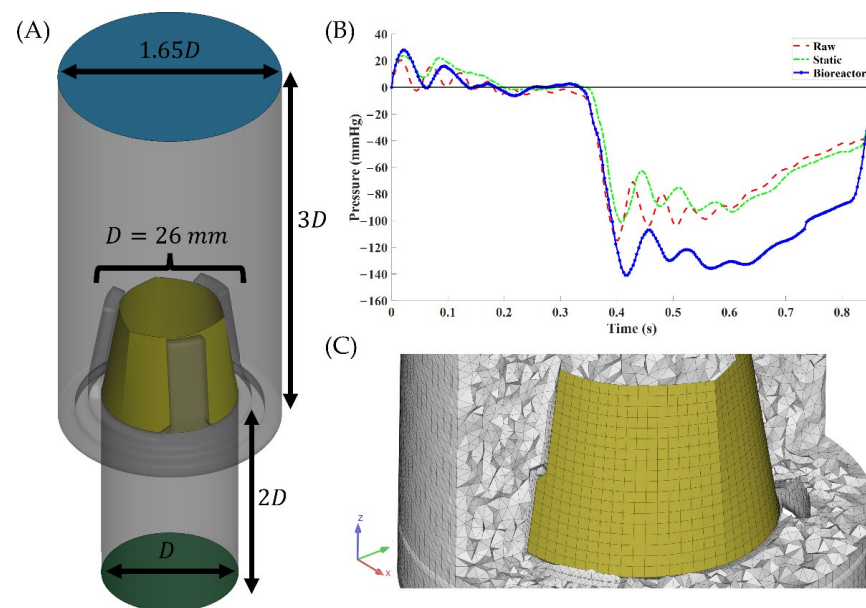 (A)
1.65D
3D
D = 26 mm
2D
D
(B)
Raw
Static
Bioreactor
Pressure (mmHg)
40
20
0
−20
−40
−60
−80
−100
−120
−140
−160
0 0.1 0.2 0.3 0.4 0.5 0.6 0.7 0.8
Time (s)
(C)
z
x